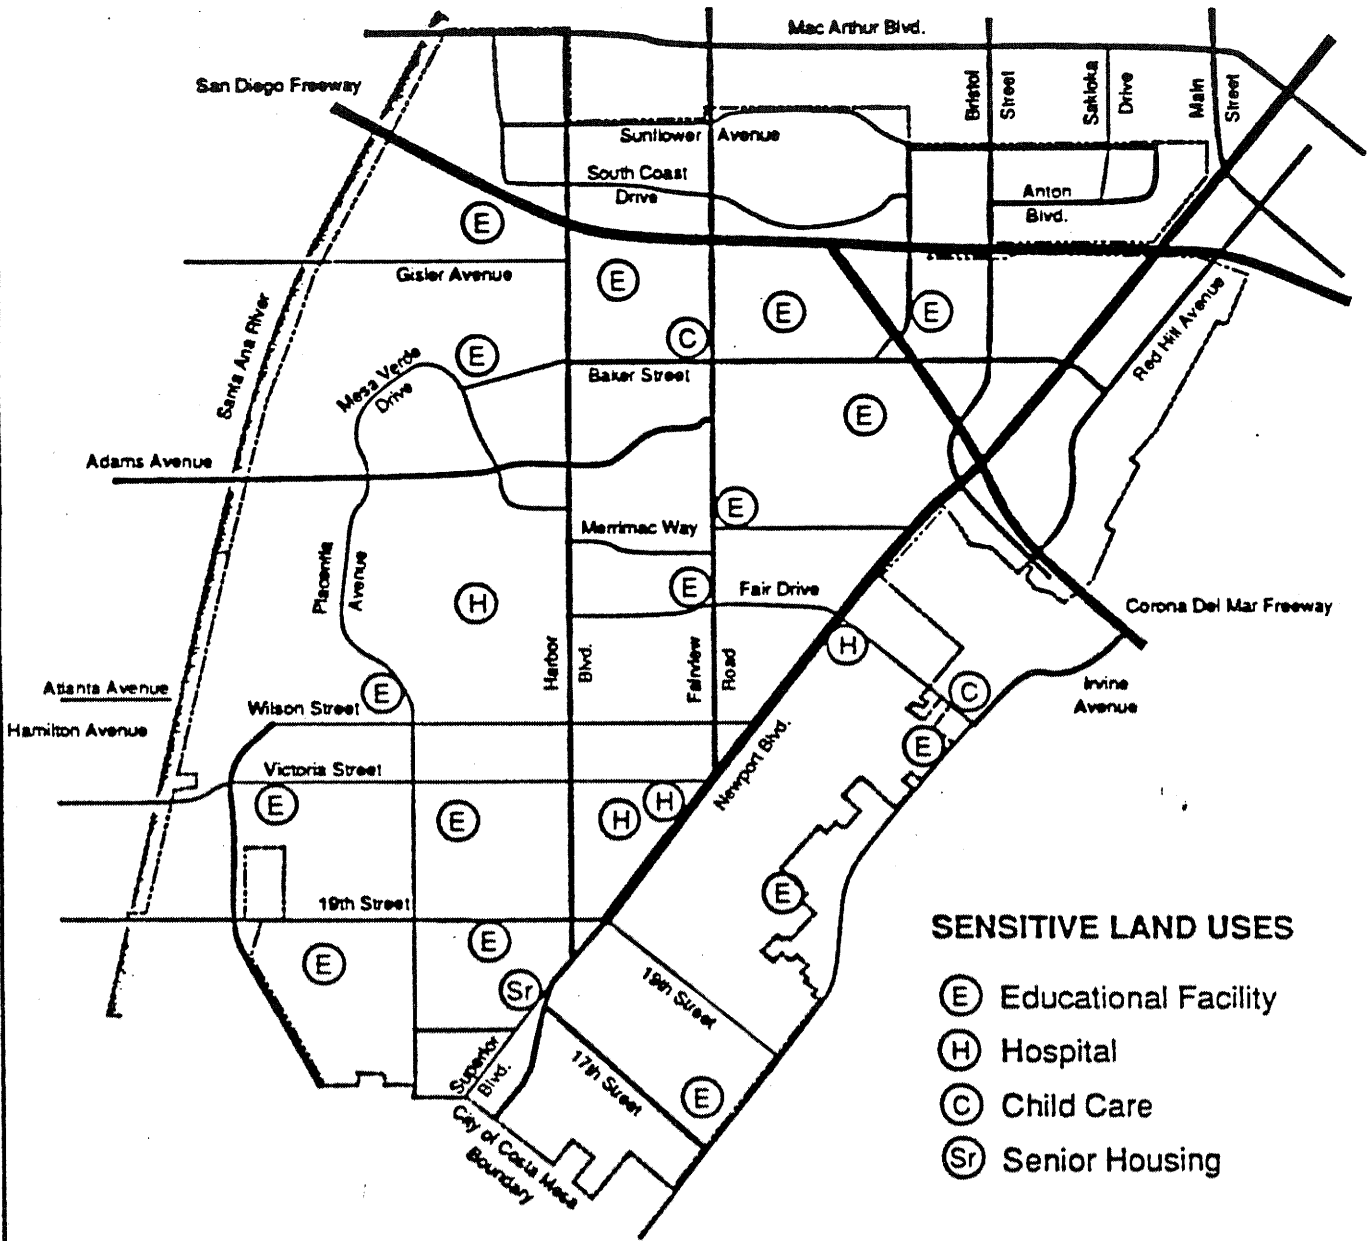 Mac Arthur Blvd.
San Diego Freeway
Bristol
Street
Sakioka
Drive
Main
Street
Sunflower Avenue
South Coast
Drive
Anton
Blvd.
E
Gisler Avenue
E
E
E
Santa Ana River
Red Hill Avenue
C
E
Mesa Verde
Drive
Baker Street
E
Adams Avenue
E
Merrimac Way
Placentia
Avenue
E
Fair Drive
H
Corona Del Mar Freeway
H
Harbor
Blvd.
Fairview
Road
Atlanta Avenue
E
C
Irvine
Avenue
Wilson Street
Hamilton Avenue
E
Newport Blvd.
Victoria Street
E
E
H
H
E
19th Street
E
E
Sr
19th Street
17th Street
Superior
Blvd.
E
City of Costa Mesa
Boundary
SENSITIVE LAND USES
E Educational Facility
H Hospital
C Child Care
Sr Senior Housing